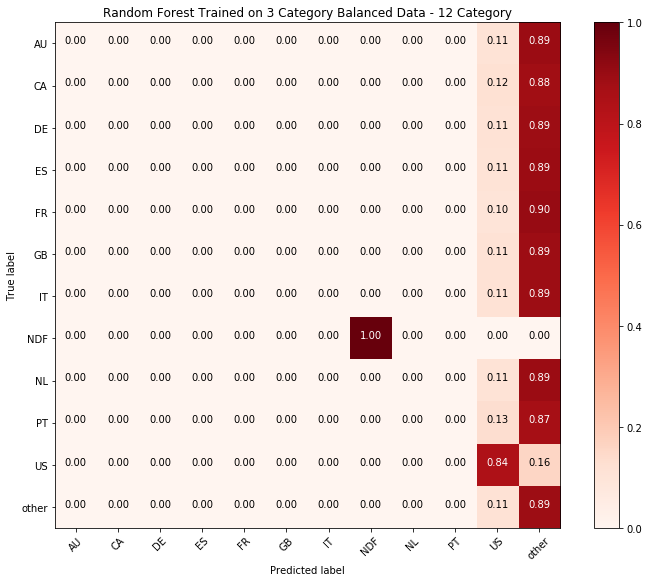 Random Forest Trained on 3 Category Balanced Data - 12 Category
True label
AU 0.00 0.00 0.00 0.00 0.00 0.00 0.00 0.00 0.00 0.00 0.11 0.89
CA 0.00 0.00 0.00 0.00 0.00 0.00 0.00 0.00 0.00 0.00 0.12 0.88
DE 0.00 0.00 0.00 0.00 0.00 0.00 0.00 0.00 0.00 0.00 0.11 0.89
ES 0.00 0.00 0.00 0.00 0.00 0.00 0.00 0.00 0.00 0.00 0.11 0.89
FR 0.00 0.00 0.00 0.00 0.00 0.00 0.00 0.00 0.00 0.00 0.10 0.90
GB 0.00 0.00 0.00 0.00 0.00 0.00 0.00 0.00 0.00 0.00 0.11 0.89
IT 0.00 0.00 0.00 0.00 0.00 0.00 0.00 0.00 0.00 0.00 0.11 0.89
NDF 0.00 0.00 0.00 0.00 0.00 0.00 0.00 1.00 0.00 0.00 0.00 0.00
NL 0.00 0.00 0.00 0.00 0.00 0.00 0.00 0.00 0.00 0.00 0.11 0.89
PT 0.00 0.00 0.00 0.00 0.00 0.00 0.00 0.00 0.00 0.00 0.13 0.87
US 0.00 0.00 0.00 0.00 0.00 0.00 0.00 0.00 0.00 0.00 0.84 0.16
other 0.00 0.00 0.00 0.00 0.00 0.00 0.00 0.00 0.00 0.00 0.11 0.89
AU CA DE ES FR GB IT NDF NL PT US other
Predicted label
1.0
0.8
0.6
0.4
0.2
0.0